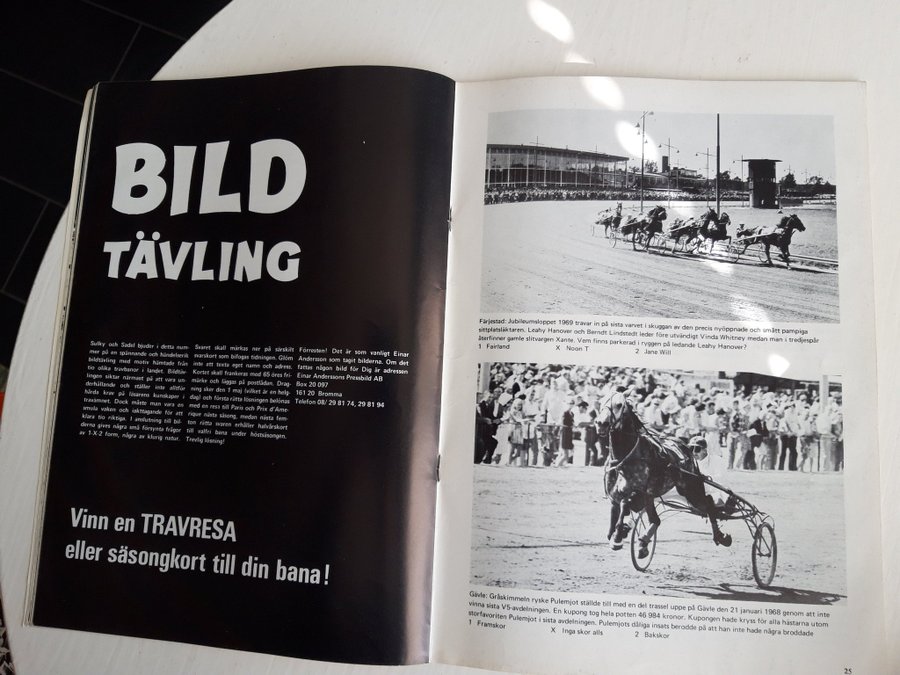 BILD
TÄVLING
Sulky och Sadel bjuder i detta num-
mer på en spännande och händelserik
bildtävling med motiv hämtade från
tio olika travbanor i landet. Bildtäv-
lingen siktar närmast på att vara un-
derhållande och ställer inte alltför
hårda krav på läsarens kunskaper i
travämnet. Dock måste man vara en
smula vaken och iakttagande för att
klara tio riktiga. I anslutning till bil-
derna gives några små försynta frågor
av 1-X-2 form, några av klurig natur.
Svaret skall märkas ner på särskilt
svarskort som bifogas tidningen. Glöm
inte att texta eget namn och adress.
Kortet skall frankeras med 65 öres fri-
märke och läggas på postlådan. Drag-
ning sker den 1 maj (vilket är en helg-
dag) och första rätta lösningen belönas
med en resa till Paris och Prix d'Ame-
rique nästa säsong, medan nästa fem-
ton rätta svaren erhåller halvårskort
till valfri bana under höstsäsongen.
Trevlig lösning!
Förresten! Det är som vanligt Einar
Andersson som tagit bilderna. Om det
fattas någon bild för Dig är adressen
Einar Anderssons Pressbild AB
Box 20 097
161 20 Bromma
Telefon 08/ 29 81 74, 29 81 94
Vinn en TRAVRESA
eller säsongkort till din bana!
Färjestad: Jubileumsloppet 1969 travar in på sista varvet i skuggan av den precis nyöppnade och smått pampiga
sittplatsläktaren. Leahy Hanover och Berndt Lindstedt leder före utvändigt Vinda Whitney medan man i tredjespår
återfinner gamle slitvargen Xante. Vem finns parkerad i ryggen på ledande Leahy Hanover?
1 Fairland X Noon T 2 Jane Will
Gävle: Gråskimmeln ryske Pulemjot ställde till med en del trassel uppe på Gävle den 21 januari 1968 genom att inte
vinna sista V5-avdelningen. En kupong tog hela potten 46 984 kronor. Kupongen hade kryss för alla hästarna utom
storfavoriten Pulemjot i sista avdelningen. Pulemjots dåliga insats berodde på att han inte hade några broddade
1 Framskor X Inga skor alls 2 Bakskor
25